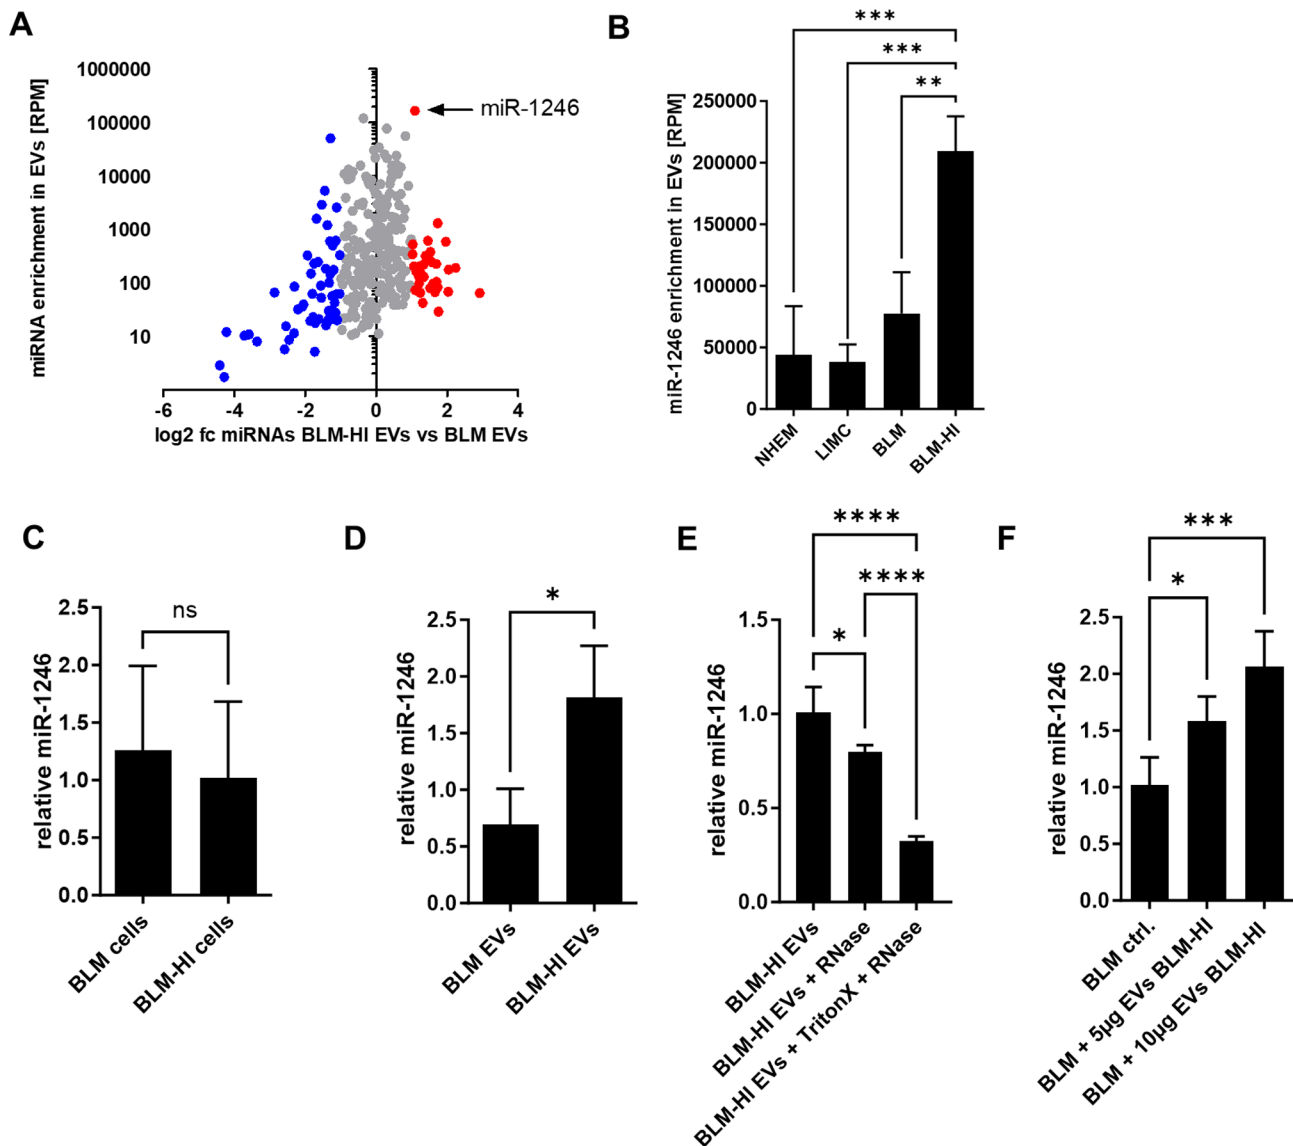 A
miRNA enrichment in EVs [RPM]
1000000
100000
10000
1000
100
10
miR-1246
-6 -4 -2 0 2 4
log2 fc miRNAs BLM-HI EVs vs BLM EVs
B
miR-1246 enrichment in EVs [RPM]
***
***
**
250000
200000
150000
100000
50000
0
NHEM
LIMC
BLM
BLM-HI
C
relative miR-1246
ns
2.5
2.0
1.5
1.0
0.5
0.0
BLM cells
BLM-HI cells
D
relative miR-1246
*
2.5
2.0
1.5
1.0
0.5
0.0
BLM EVs
BLM-HI EVs
E
relative miR-1246
****
****
*
1.5
1.0
0.5
0.0
BLM-HI EVs
BLM-HI EVs + RNase
BLM-HI EVs + TritonX + RNase
F
relative miR-1246
***
*
2.5
2.0
1.5
1.0
0.5
0.0
BLM ctrl.
BLM + 5µg EVs BLM-HI
BLM + 10µg EVs BLM-HI